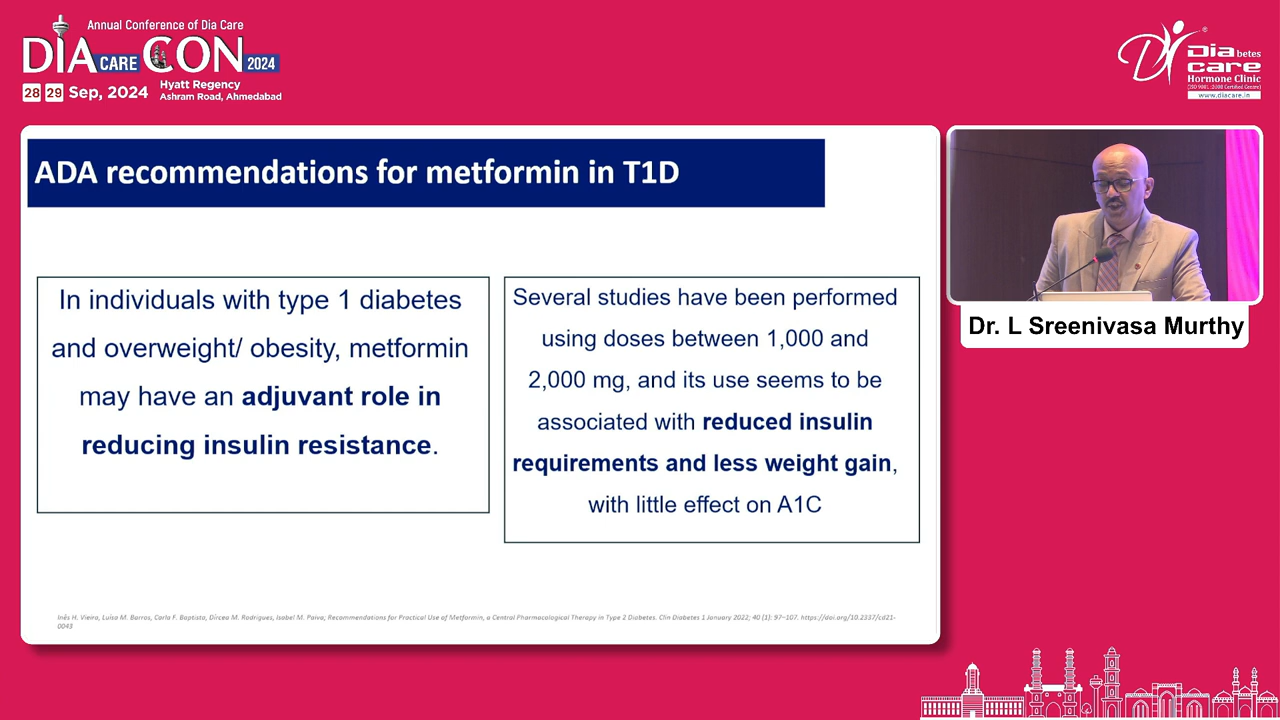 Annual Conference of Dia Care
DIA CARE CON 2024
28 29 Sep, 2024
Hyatt Regency
Ashram Road, Ahmedabad
Dia betes
care
Hormone Clinic
www.diacare.in
ADA recommendations for metformin in T1D
In individuals with type 1 diabetes
and overweight/ obesity, metformin
may have an adjuvant role in
reducing insulin resistance.
Several studies have been performed
using doses between 1,000 and
2,000 mg, and its use seems to be
associated with reduced insulin
requirements and less weight gain,
with little effect on A1C
Inês H. Vieira, Luísa M. Barros, Carla F. Baptista, Dírcea M. Rodrigues, Isabel M. Paiva; Recommendations for Practical Use of Metformin, a Central Pharmacological Therapy in Type 2 Diabetes. Clin Diabetes 1 January 2022; 40 (1): 97–107. https://doi.org/10.2337/cd21-
0043
Dr. L Sreenivasa Murthy